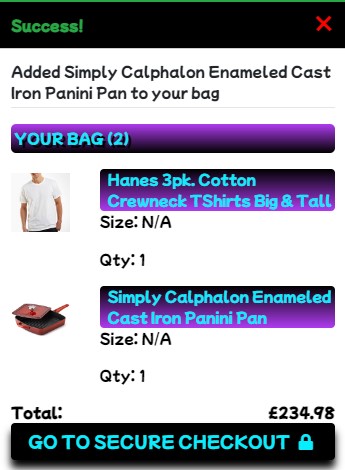 Success!
Added Simply Calphalon Enameled Cast
Iron Panini Pan to your bag
YOUR BAG (2)
Hanes 3pk. Cotton
Crewneck TShirts Big & Tall
Size: N/A
Qty: 1
Simply Calphalon Enameled
Cast Iron Panini Pan
Size: N/A
Qty: 1
Total: £234.98
GO TO SECURE CHECKOUT